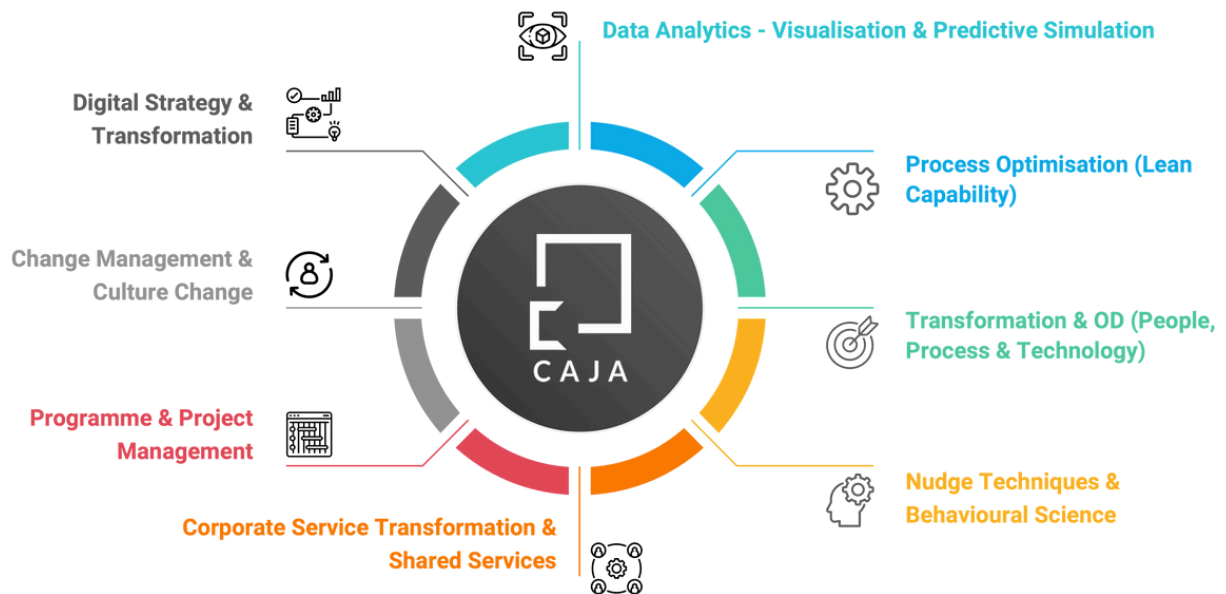 Data Analytics - Visualisation & Predictive Simulation
Digital Strategy &
Transformation
Process Optimisation (Lean
Capability)
Change Management &
Culture Change
Transformation & OD (People,
Process & Technology)
CAJA
Programme & Project
Management
Nudge Techniques &
Behavioural Science
Corporate Service Transformation &
Shared Services